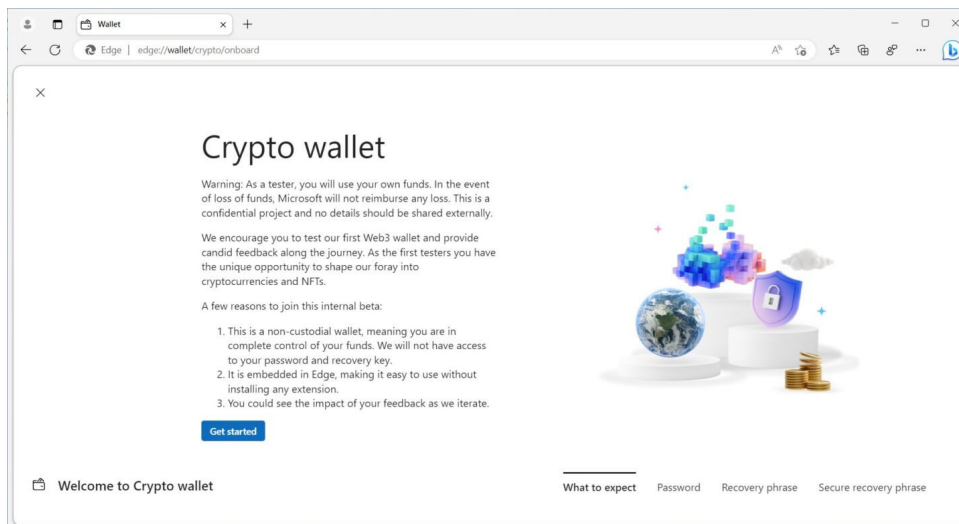 Wallet
Edge | edge://wallet/crypto/onboard
Crypto wallet
Warning: As a tester, you will use your own funds. In the event
of loss of funds, Microsoft will not reimburse any loss. This is a
confidential project and no details should be shared externally.
We encourage you to test our first Web3 wallet and provide
candid feedback along the journey. As the first testers you have
the unique opportunity to shape our foray into
cryptocurrencies and NFTs.
A few reasons to join this internal beta:
1. This is a non-custodial wallet, meaning you are in
complete control of your funds. We will not have access
to your password and recovery key.
2. It is embedded in Edge, making it easy to use without
installing any extension.
3. You could see the impact of your feedback as we iterate.
Get started
Welcome to Crypto wallet
What to expect Password Recovery phrase Secure recovery phrase